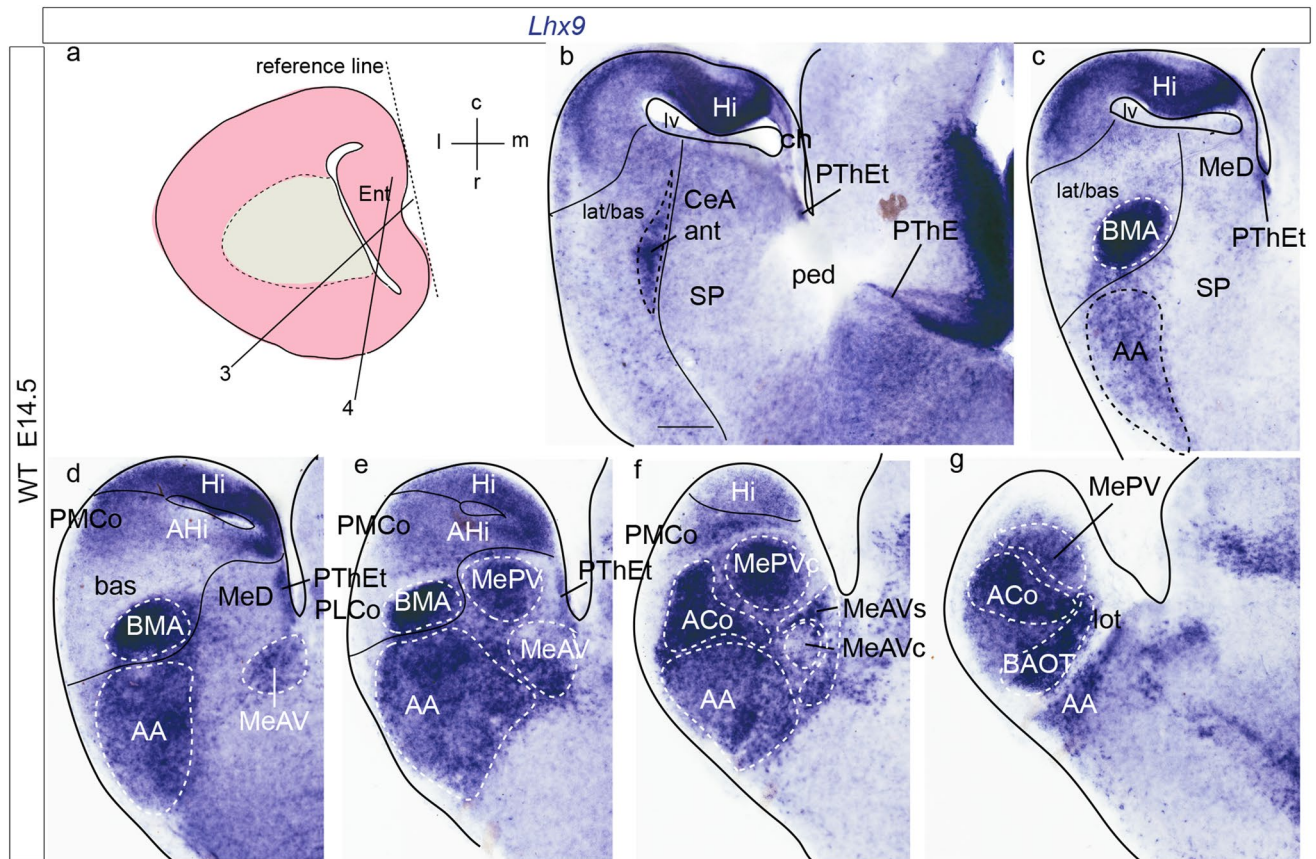 Lhx9
WT E14.5
a
reference line
c
l
m
r
Ent
3
4
b
Hi
lv
ch
PThEt
lat/bas
CeA
ant
PThE
SP
ped
c
Hi
lv
MeD
lat/bas
BMA
PThEt
SP
AA
d
Hi
PMCo
AHi
bas
PThEt
MeD
BMA
AA
MeAV
e
Hi
PMCo
AHi
MePV
PThEt
PLCo
BMA
MeAV
AA
f
Hi
PMCo
MePVc
ACo
MeAVs
MeAVc
AA
g
MePV
ACo
lot
BAOT
AA